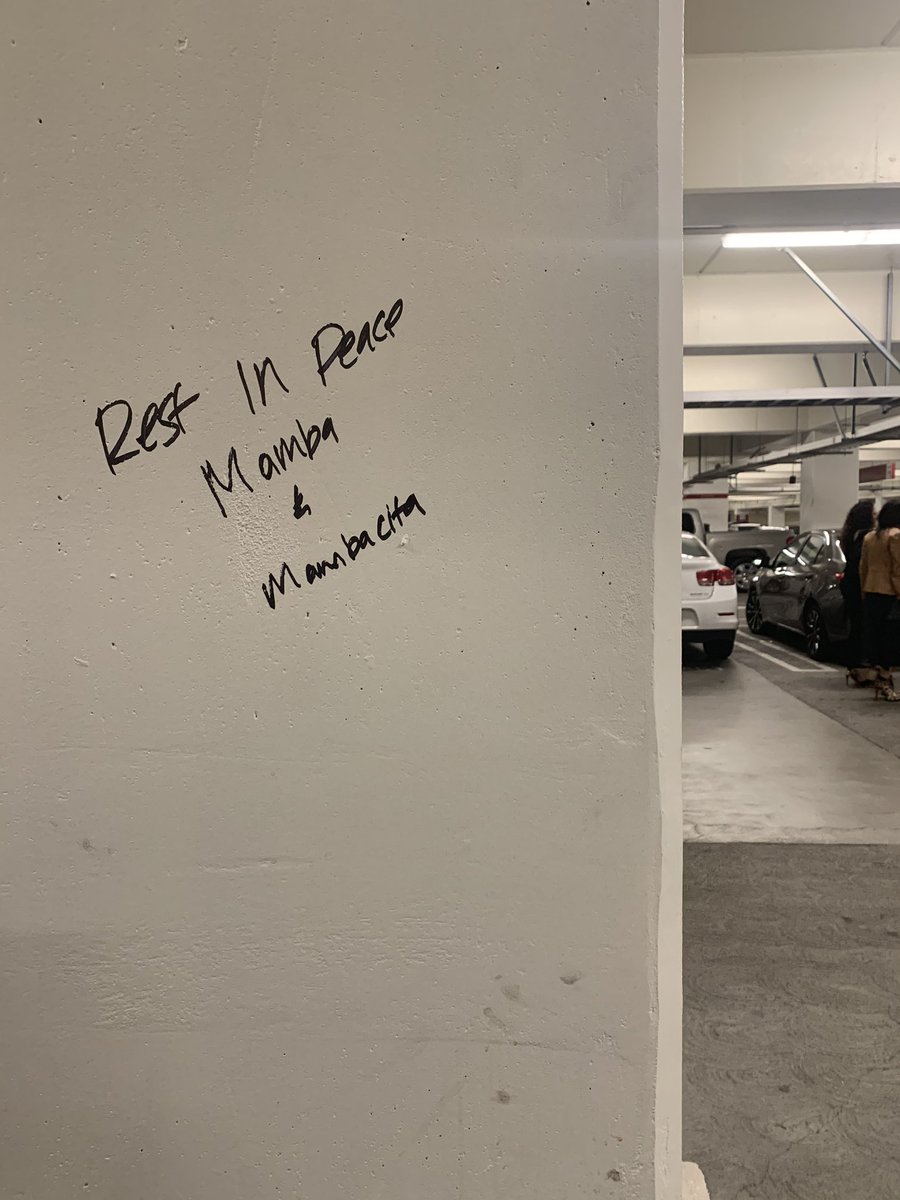 Rest In Peace
Mamba
&
Mambacita